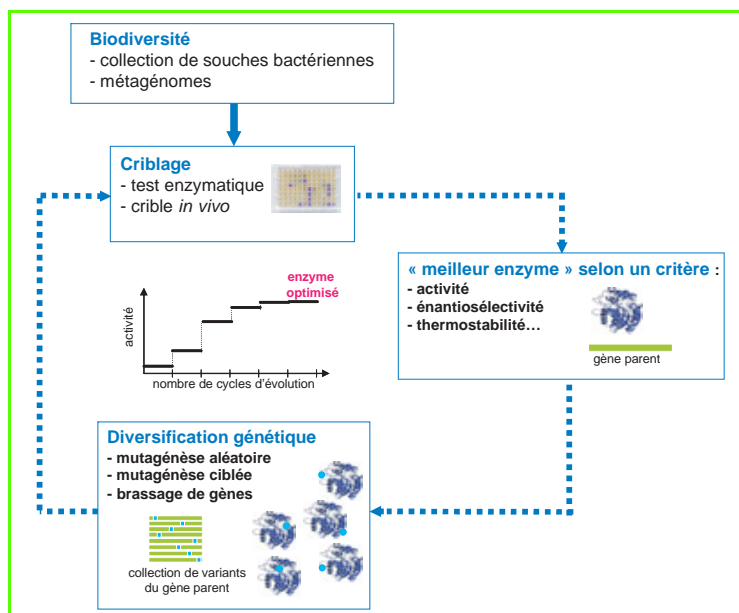 Biodiversité
- collection de souches bactériennes
- métagénomes
Criblage
- test enzymatique
- crible in vivo
« meilleur enzyme » selon un critère :
- activité
- énantiosélectivité
- thermostabilité…
gène parent
enzyme
optimisé
activité
nombre de cycles d'évolution
Diversification génétique
- mutagénèse aléatoire
- mutagénèse ciblée
- brassage de gènes
collection de variants
du gène parent